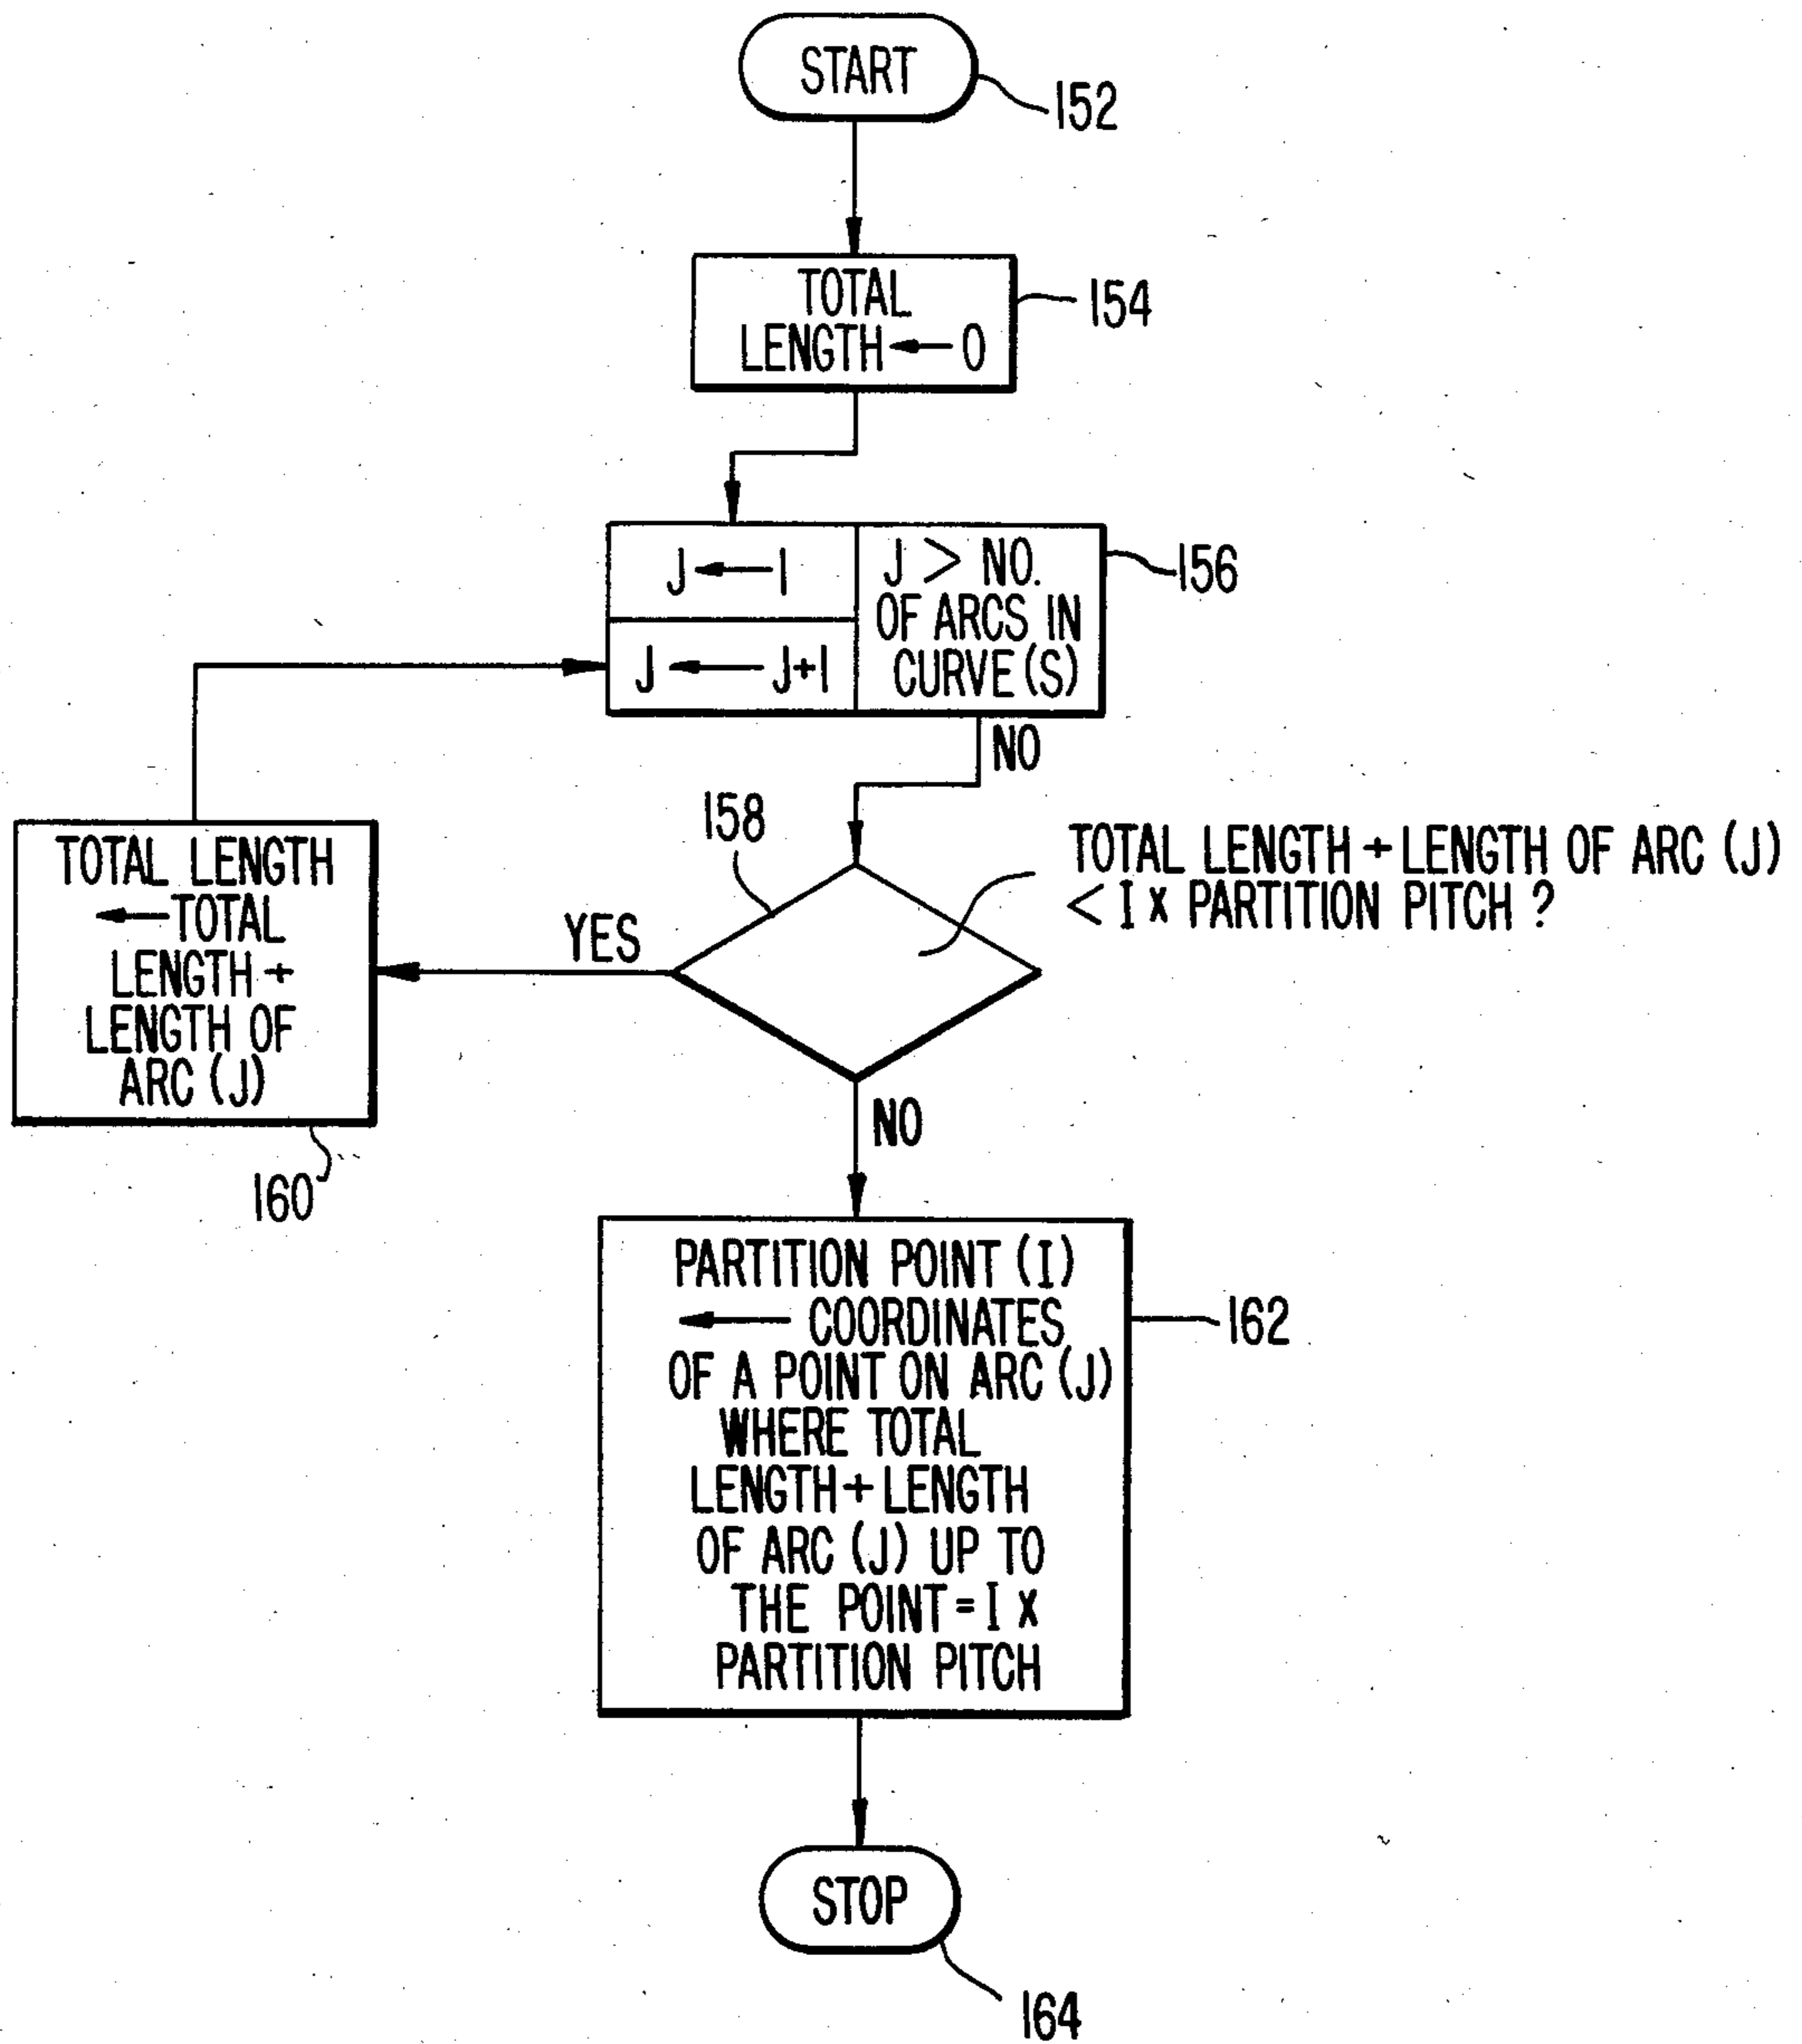 START
152
TOTAL
LENGTH ← 0
154
J ← 1
J ← J+1
J > NO.
OF ARCS IN
CURVE(S)
156
NO
158
TOTAL LENGTH + LENGTH OF ARC (J)
< I x PARTITION PITCH ?
YES
TOTAL LENGTH
← TOTAL
LENGTH +
LENGTH OF
ARC (J)
160
NO
PARTITION POINT (I)
← COORDINATES
OF A POINT ON ARC (J)
WHERE TOTAL
LENGTH + LENGTH
OF ARC (J) UP TO
THE POINT = I x
PARTITION PITCH
162
STOP
164